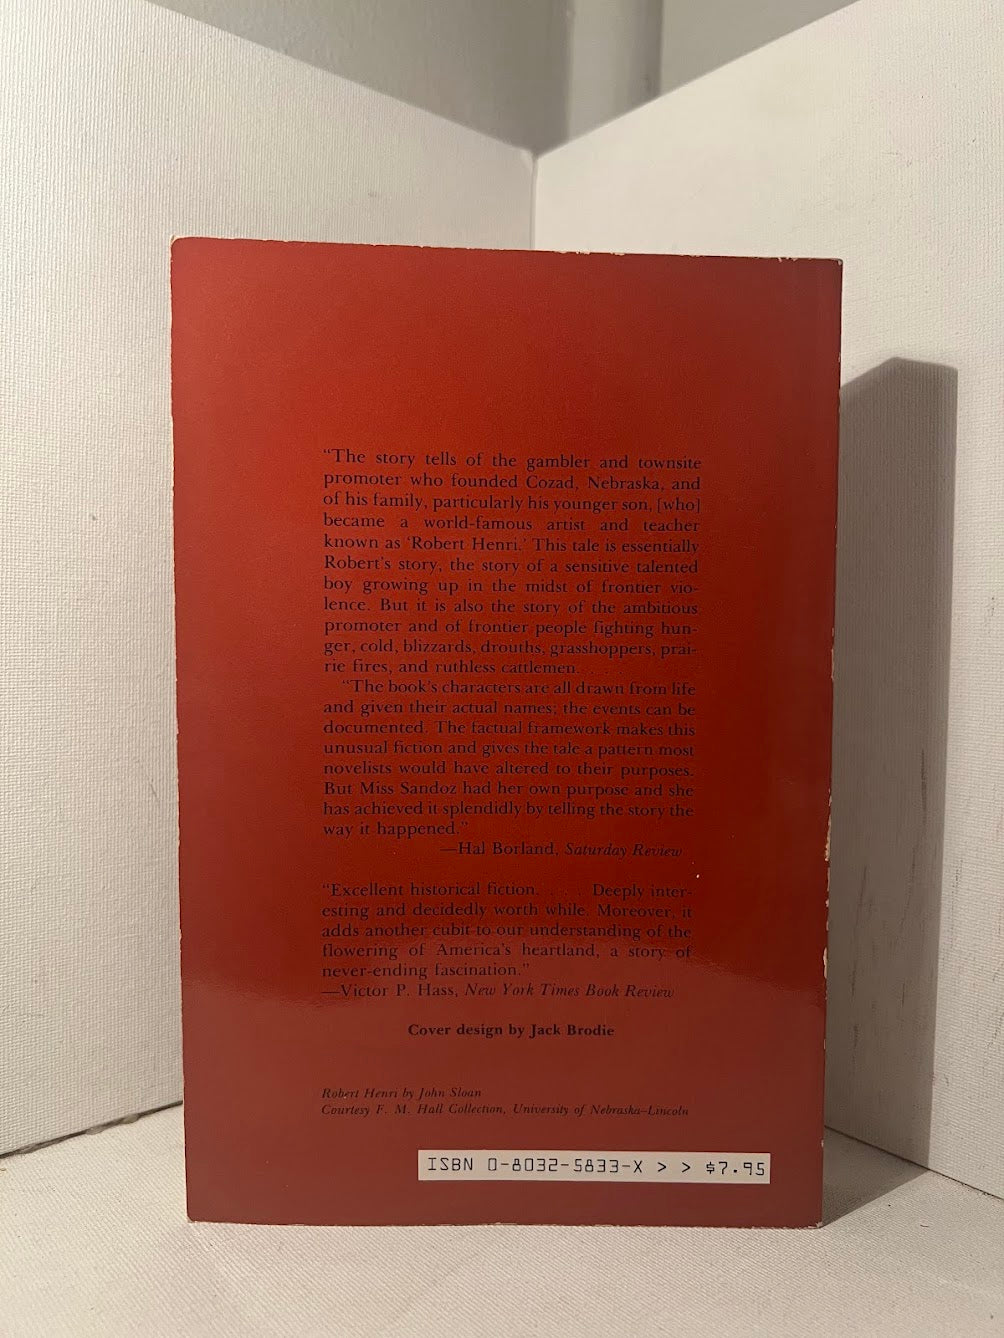 “The story tells of the gambler and townsite
promoter who founded Cozad, Nebraska, and
of his family, particularly his younger son, [who]
became a world-famous artist and teacher
known as ‘Robert Henri.’ This tale is essentially
Robert’s story, the story of a sensitive talented
boy growing up in the midst of frontier vio-
lence. But it is also the story of the ambitious
promoter and of frontier people fighting hun-
ger, cold, blizzards, drouths, grasshoppers, prai-
rie fires, and ruthless cattlemen. . . .
“The book’s characters are all drawn from life
and given their actual names; the events can be
documented. The factual framework makes this
unusual fiction and gives the tale a pattern most
novelists would have altered to their purposes.
But Miss Sandoz had her own purpose and she
has achieved it splendidly by telling the story the
way it happened.”
—Hal Borland, Saturday Review
“Excellent historical fiction. . . . Deeply inter-
esting and decidedly worth while. Moreover, it
adds another cubit to our understanding of the
flowering of America’s heartland, a story of
never-ending fascination.”
—Victor P. Hass, New York Times Book Review
Cover design by Jack Brodie
Robert Henri by John Sloan
Courtesy F. M. Hall Collection, University of Nebraska–Lincoln
ISBN 0-8032-5833-X > > $7.95